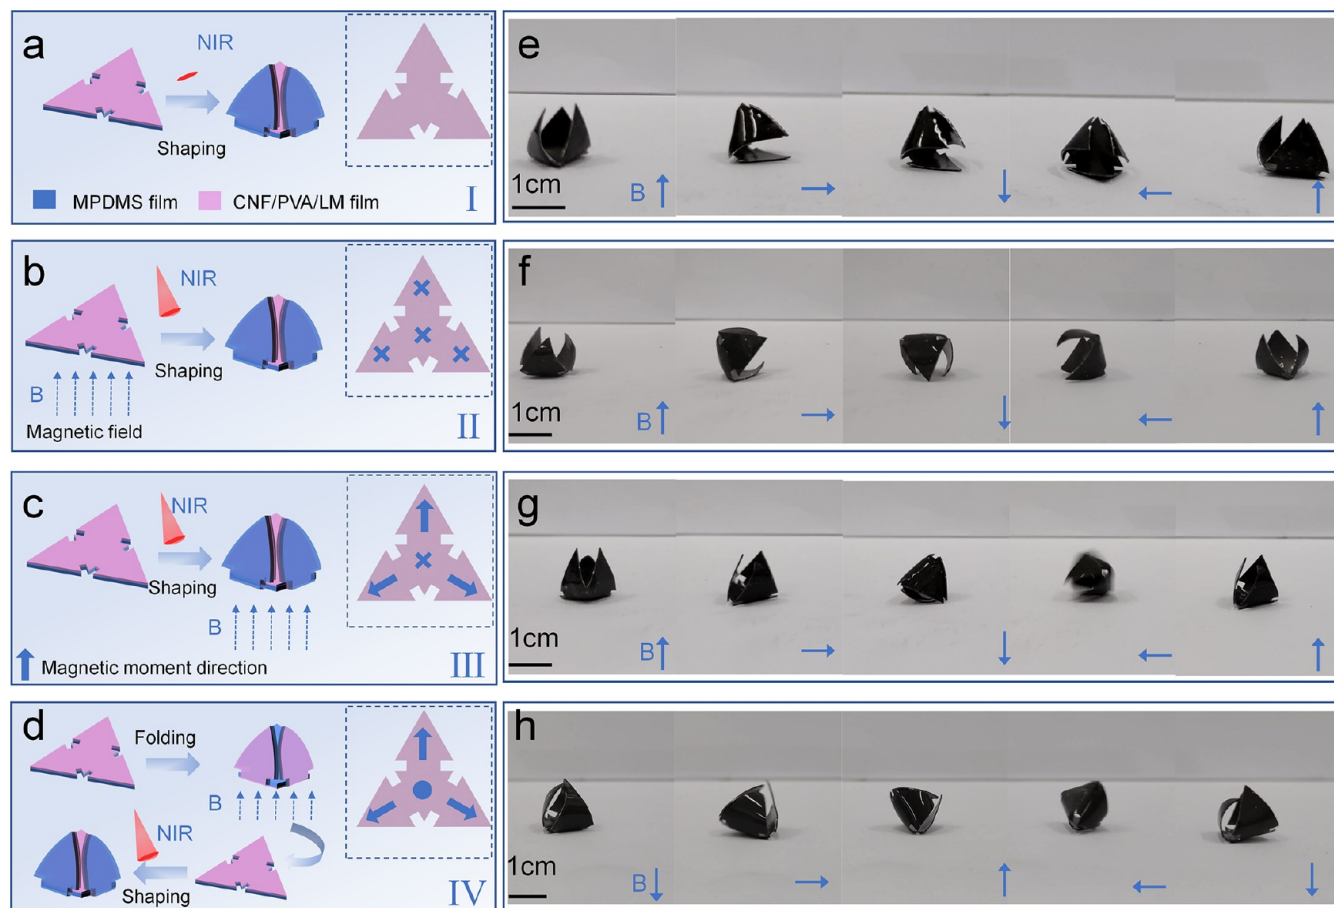 a
NIR
Shaping
MPDMS film
CNF/PVA/LM film
I
e
1cm
B
b
NIR
Shaping
B
Magnetic field
II
f
1cm
B
c
NIR
Shaping
B
Magnetic moment direction
III
g
1cm
B
d
Folding
B
NIR
Shaping
IV
h
1cm
B